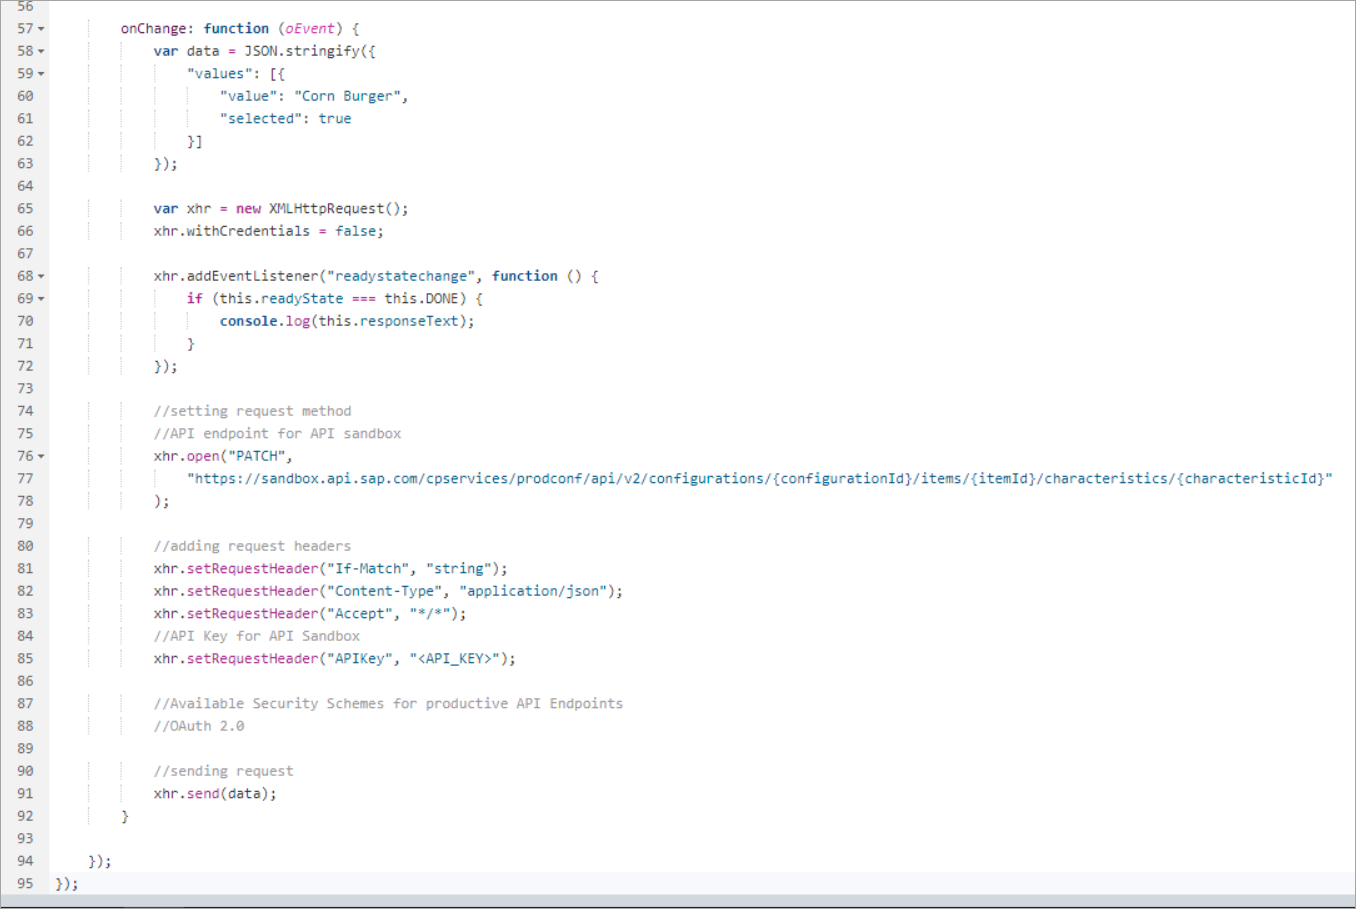 56
57 onChange: function (oEvent) {
58 var data = JSON.stringify({
59 "values": [{
60 "value": "Corn Burger",
61 "selected": true
62 }]
63 });
64
65 var xhr = new XMLHttpRequest();
66 xhr.withCredentials = false;
67
68 xhr.addEventListener("readystatechange", function () {
69 if (this.readyState === this.DONE) {
70 console.log(this.responseText);
71 }
72 });
73
74 //setting request method
75 //API endpoint for API sandbox
76 xhr.open("PATCH",
77 "https://sandbox.api.sap.com/cpservices/prodconf/api/v2/configurations/{configurationId}/items/{itemId}/characteristics/{characteristicId}"
78 );
79
80 //adding request headers
81 xhr.setRequestHeader("If-Match", "string");
82 xhr.setRequestHeader("Content-Type", "application/json");
83 xhr.setRequestHeader("Accept", "*/*");
84 //API Key for API Sandbox
85 xhr.setRequestHeader("APIKey", "<API_KEY>");
86
87 //Available Security Schemes for productive API Endpoints
88 //OAuth 2.0
89
90 //sending request
91 xhr.send(data);
92 }
93
94 });
95 });